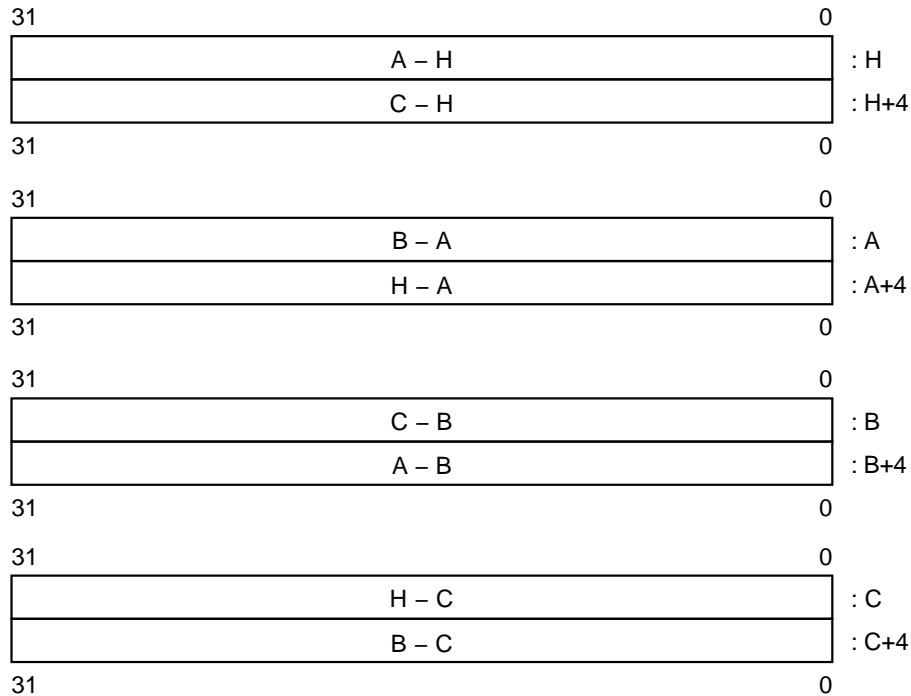 31 0
A – H : H
C – H : H+4
31 0
31 0
B – A : A
H – A : A+4
31 0
31 0
C – B : B
A – B : B+4
31 0
31 0
H – C : C
B – C : C+4
31 0